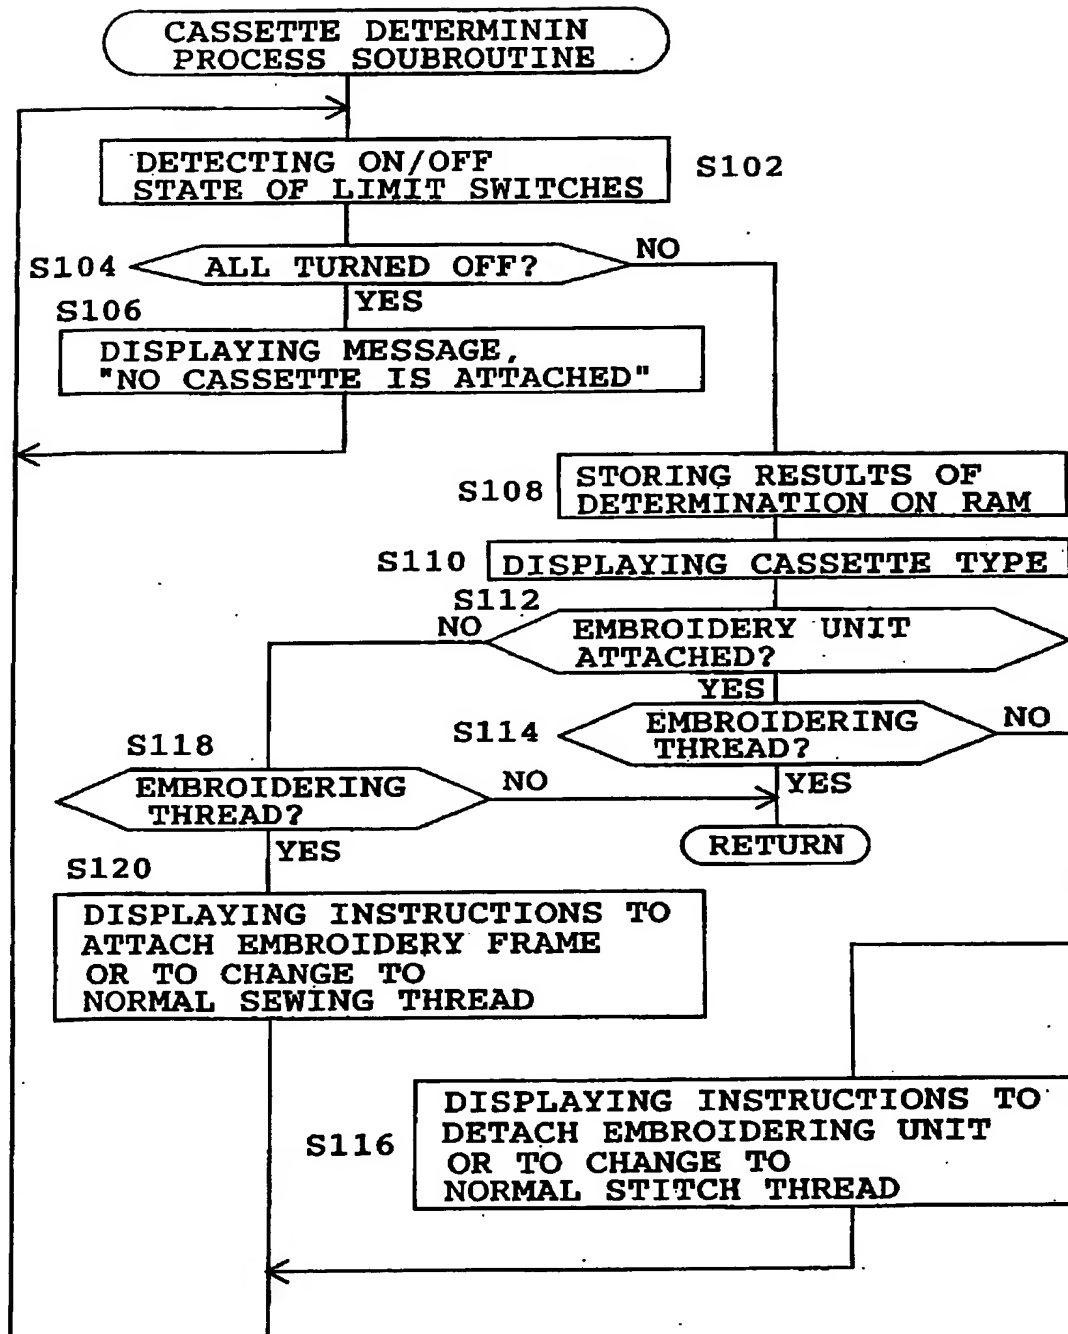 CASSETTE DETERMININ
PROCESS SOUBROUTINE
DETECTING ON/OFF
STATE OF LIMIT SWITCHES
S102
S104
ALL TURNED OFF?
NO
YES
S106
DISPLAYING MESSAGE,
"NO CASSETTE IS ATTACHED"
S108
STORING RESULTS OF
DETERMINATION ON RAM
S110
DISPLAYING CASSETTE TYPE
S112
NO
EMBROIDERY UNIT
ATTACHED?
YES
S114
EMBROIDERING
THREAD?
NO
YES
RETURN
S118
EMBROIDERING
THREAD?
NO
YES
S120
DISPLAYING INSTRUCTIONS TO
ATTACH EMBROIDERY FRAME
OR TO CHANGE TO
NORMAL SEWING THREAD
S116
DISPLAYING INSTRUCTIONS TO
DETACH EMBROIDERING UNIT
OR TO CHANGE TO
NORMAL STITCH THREAD